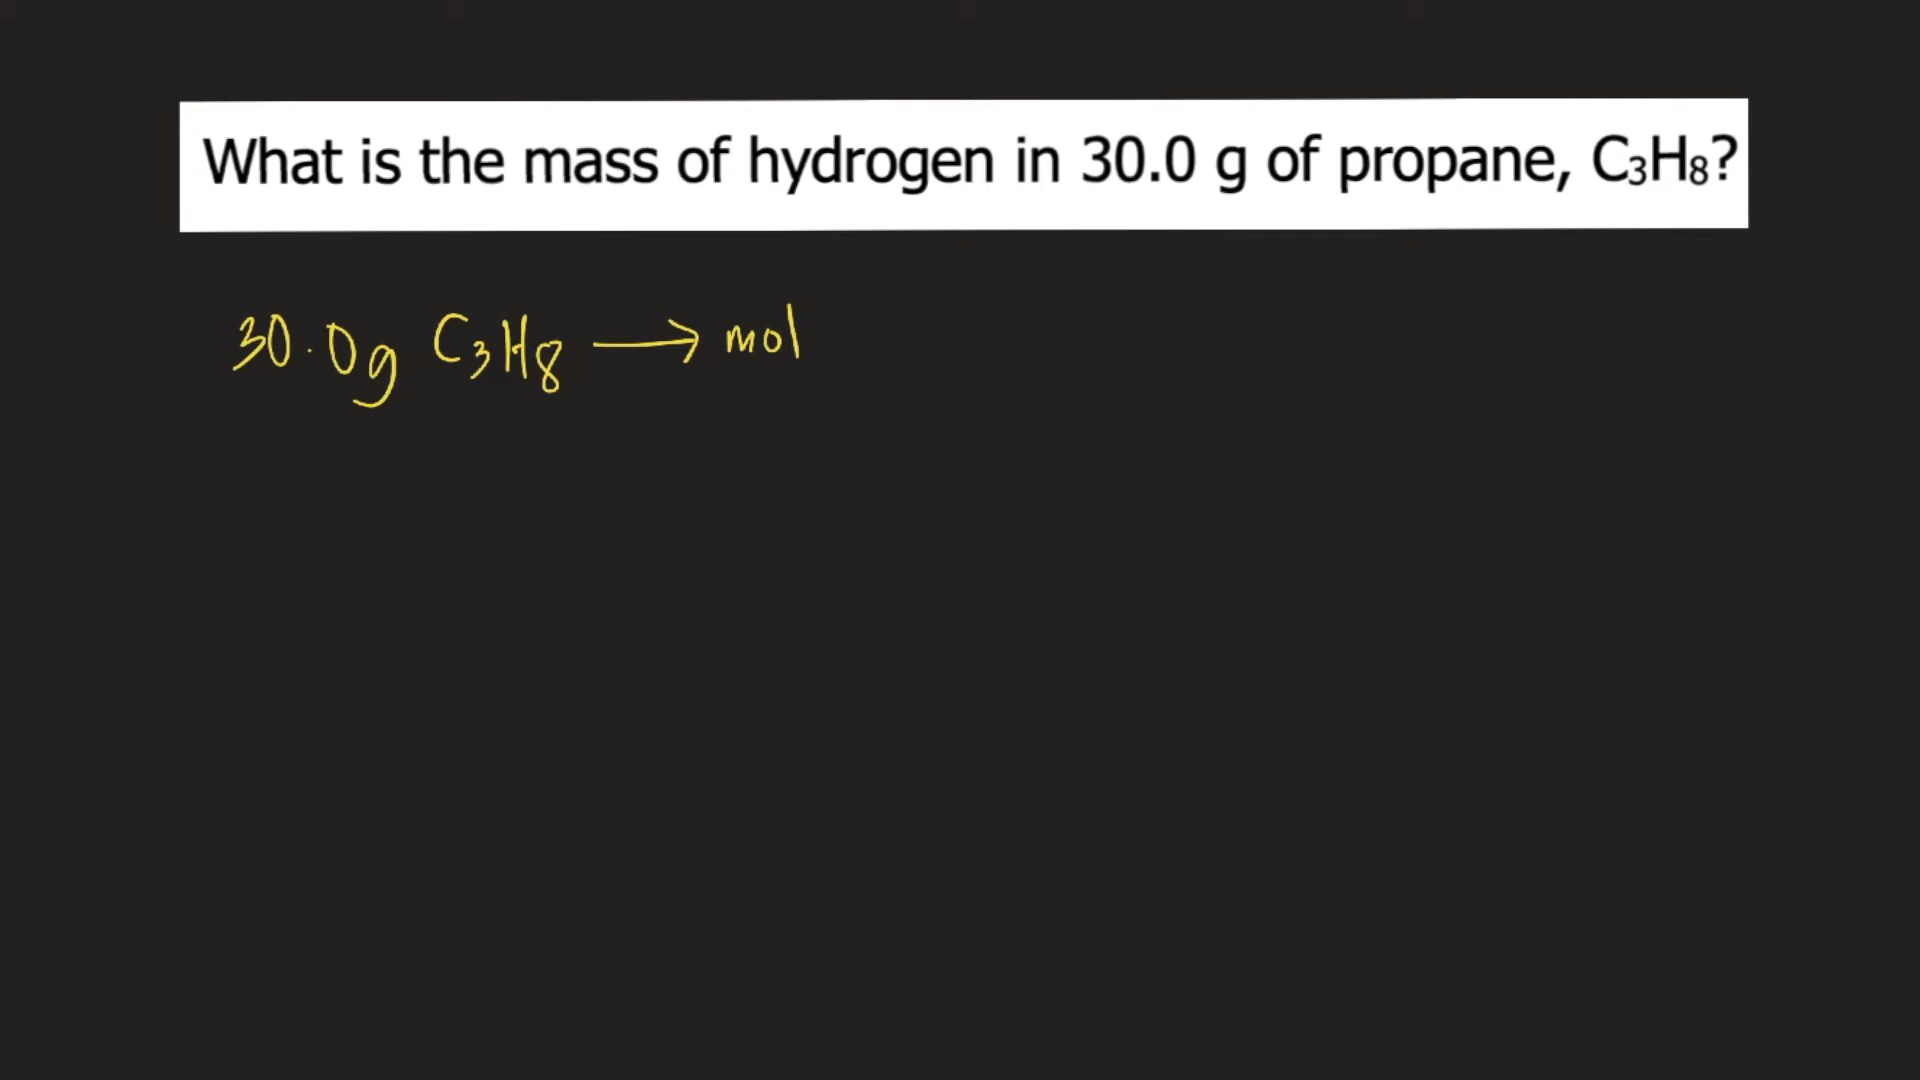 What is the mass of hydrogen in 30.0 g of propane, C₃H₈?
30.0g C₃H₈ → mol